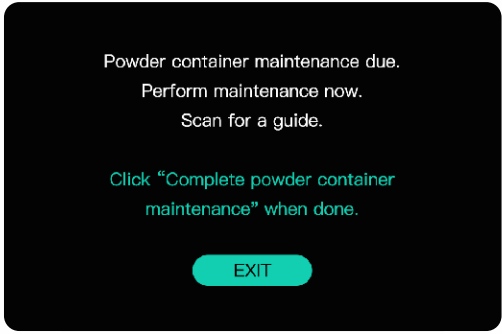 Powder container maintenance due.
Perform maintenance now.
Scan for a guide.
Click “Complete powder container
maintenance” when done.
EXIT